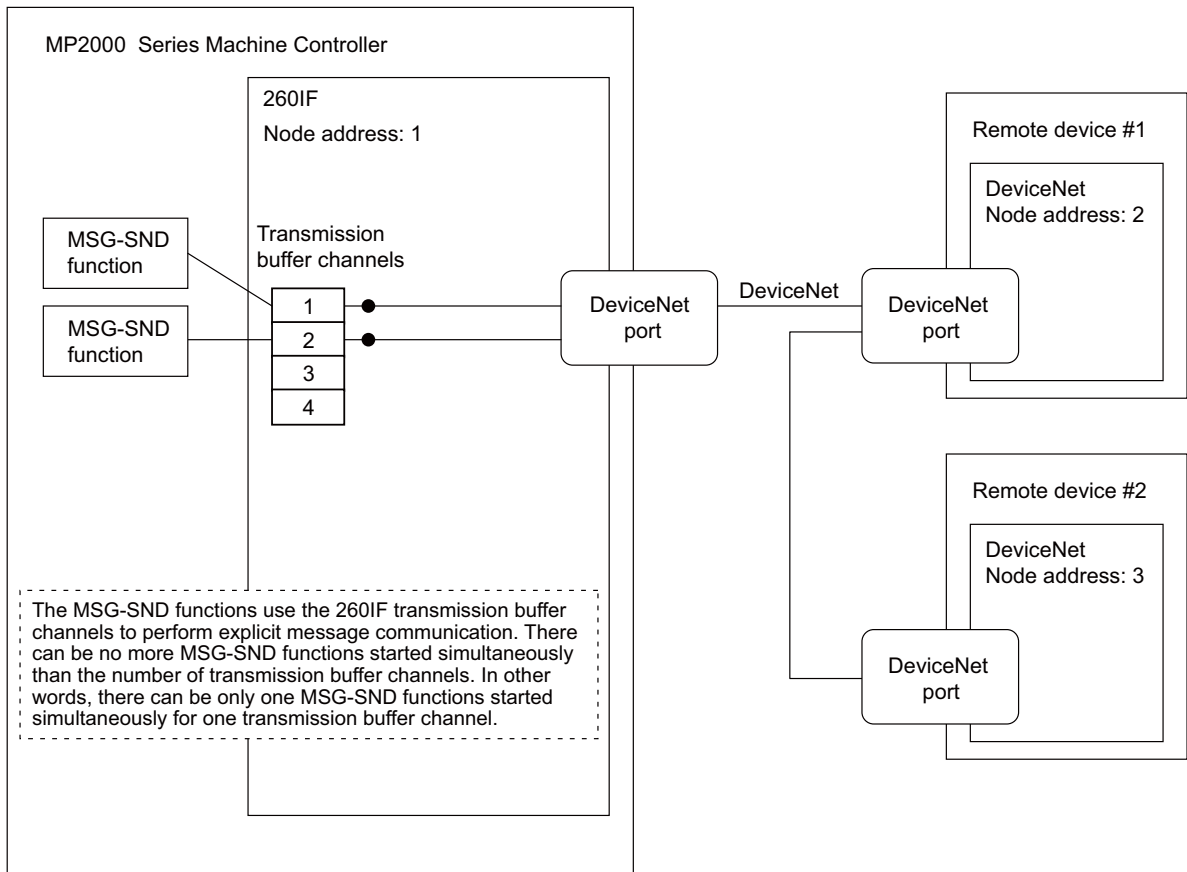 MP2000 Series Machine Controller
260IF
Node address: 1
MSG-SND
function
MSG-SND
function
Transmission
buffer channels
1
2
3
4
DeviceNet
port
DeviceNet
Remote device #1
DeviceNet
Node address: 2
DeviceNet
port
Remote device #2
DeviceNet
Node address: 3
DeviceNet
port
The MSG-SND functions use the 260IF transmission buffer
channels to perform explicit message communication. There
can be no more MSG-SND functions started simultaneously
than the number of transmission buffer channels. In other
words, there can be only one MSG-SND functions started
simultaneously for one transmission buffer channel.